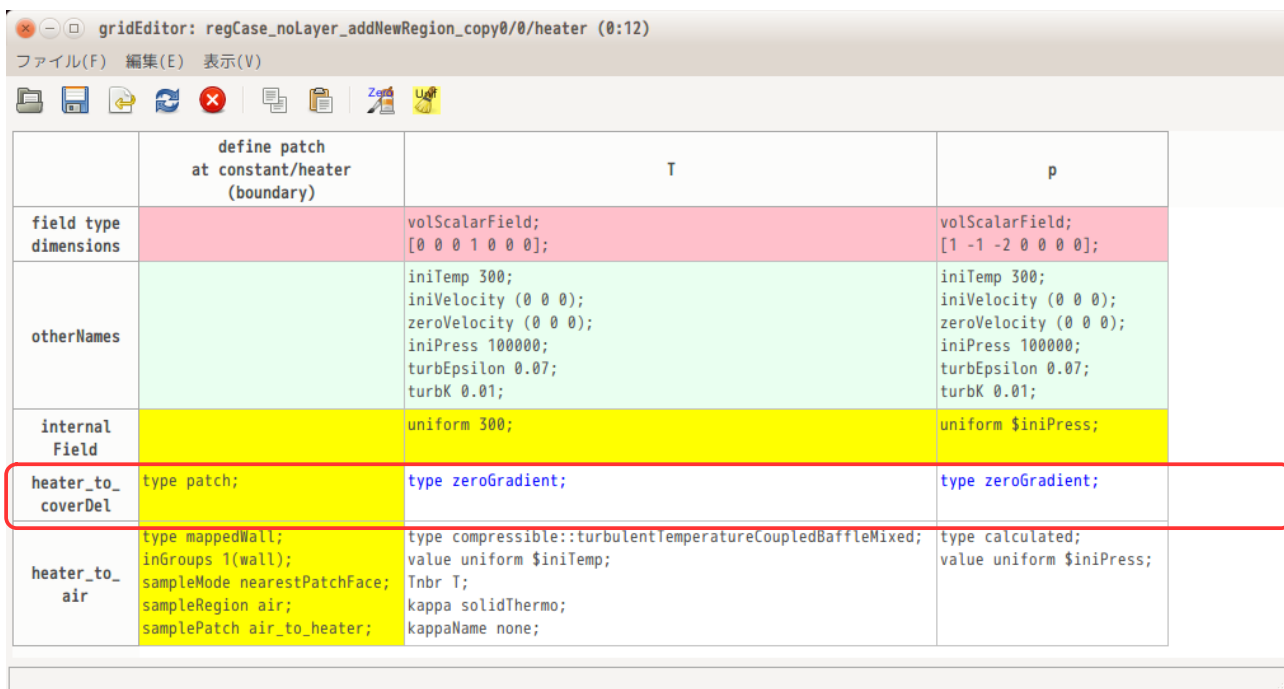 gridEditor: regCase_noLayer_addNewRegion_copy0/0/heater (0:12)
ファイル(F) 編集(E) 表示(V)
Zero
Unif
define patch
at constant/heater
(boundary)
T
p
field type
dimensions
volScalarField;
[0 0 0 1 0 0 0];
volScalarField;
[1 -1 -2 0 0 0 0];
otherNames
iniTemp 300;
iniVelocity (0 0 0);
zeroVelocity (0 0 0);
iniPress 100000;
turbEpsilon 0.07;
turbK 0.01;
iniTemp 300;
iniVelocity (0 0 0);
zeroVelocity (0 0 0);
iniPress 100000;
turbEpsilon 0.07;
turbK 0.01;
internal
Field
uniform 300;
uniform $iniPress;
heater_to_
coverDel
type patch;
type zeroGradient;
type zeroGradient;
heater_to_
air
type mappedWall;
inGroups 1(wall);
sampleMode nearestPatchFace;
sampleRegion air;
samplePatch air_to_heater;
type compressible::turbulentTemperatureCoupledBaffleMixed;
value uniform $iniTemp;
Tnbr T;
kappa solidThermo;
kappaName none;
type calculated;
value uniform $iniPress;